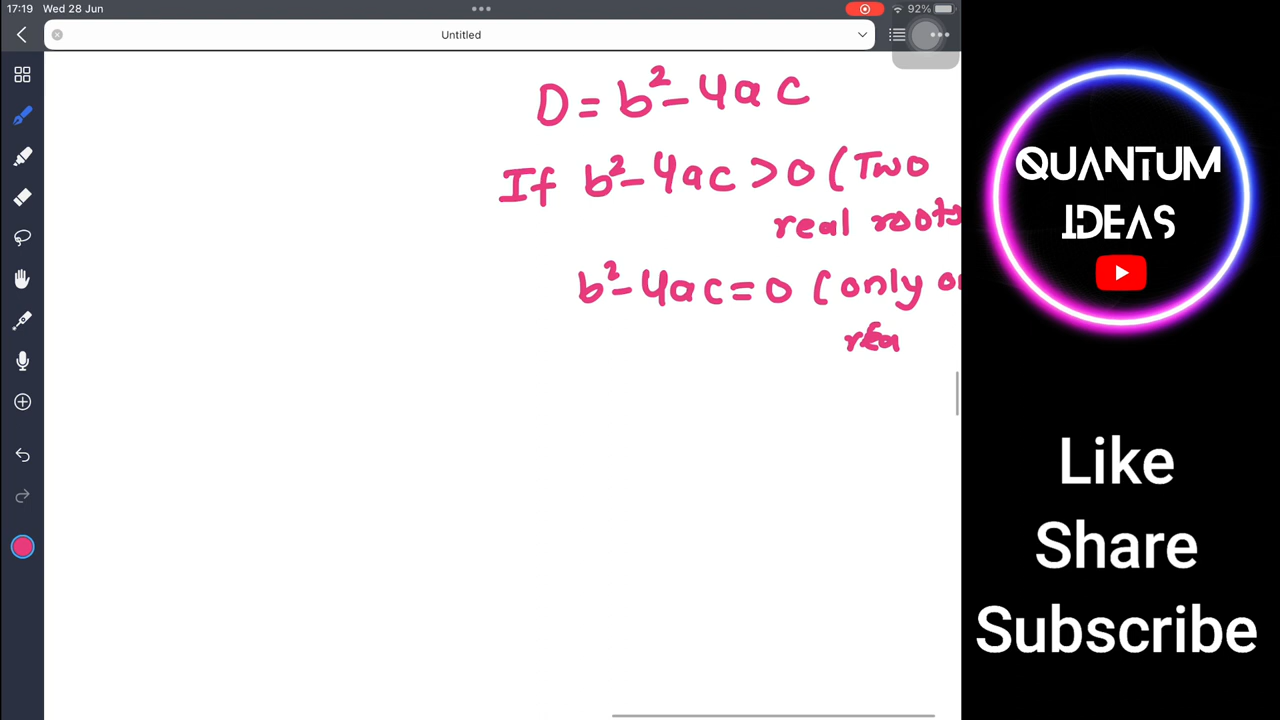 17:19 Wed 28 Jun
92%
Untitled
D = b² - 4ac
If b² - 4ac > 0 (Two
real roots
b² - 4ac = 0 (only
rea
QUANTUM
IDEAS
Like
Share
Subscribe